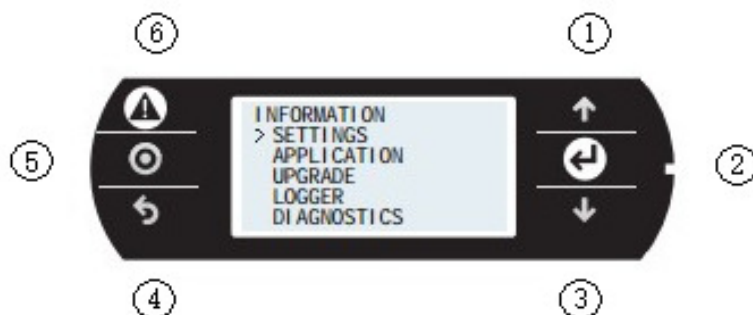 ⑥ ①
INFORMATION
> SETTINGS
APPLICATION
⑤ ②
UPGRADE
LOGGER
DIAGNOSTICS
④ ③